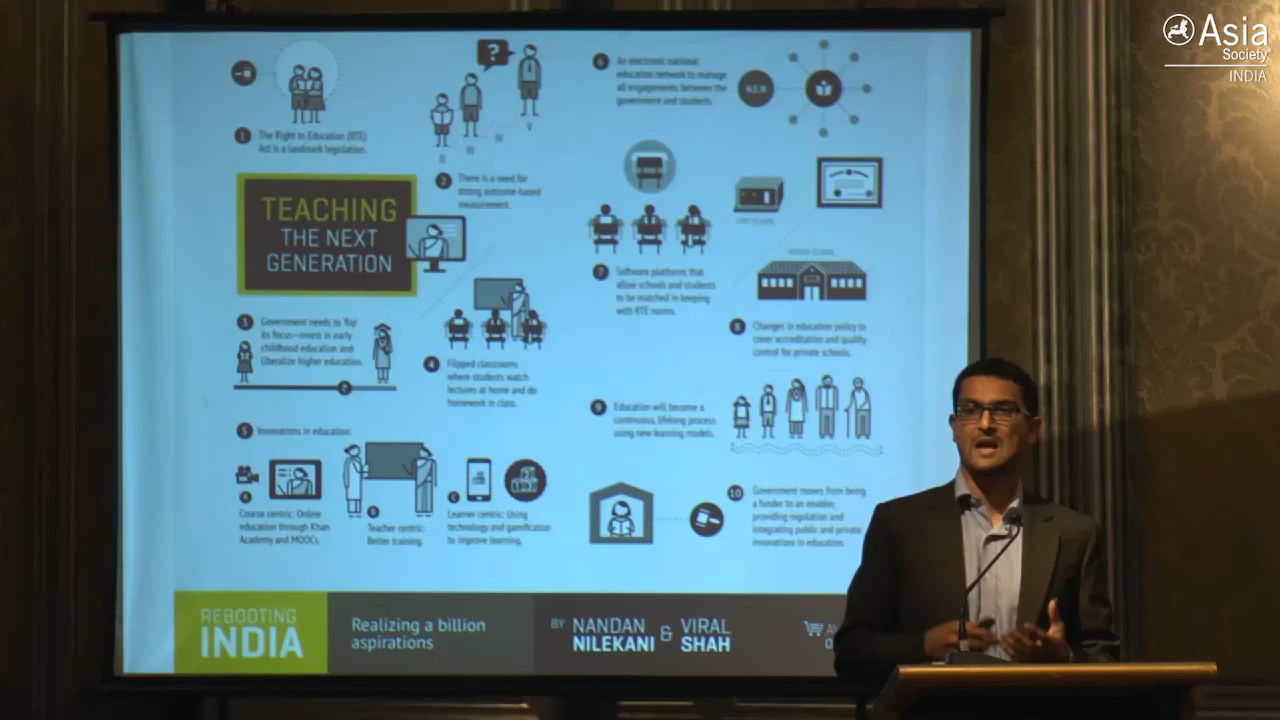 Asia
Society
INDIA
1 The Right to Education (RTE)
Act is a landmark legislation.
?
II
III
IV
V
2 There is a need for
strong outcome-based
measurement.
TEACHING
THE NEXT
GENERATION
3 Government needs to 'flip'
its focus—invest in early
childhood education and
liberalize higher education.
4 Flipped classrooms
where students watch
lectures at home and do
homework in class.
5 Innovations in education:
A
Course centric: Online
education through Khan
Academy and MOOCs.
B
Teacher centric:
Better training.
C
Learner centric: Using
technology and gamification
to improve learning.
6 An electronic national
education network to manage
all engagements between the
government and students.
N.E.N
7 Software platforms that
allow schools and students
to be matched in keeping
with RTE norms.
8 Changes in education policy to
cover accreditation and quality
control for private schools.
9 Education will become a
continuous, lifelong process
using new learning models.
10 Government moves from being
a funder to an enabler,
providing regulation and
integrating public and private
innovations in education.
REBOOTING
INDIA
Realizing a billion
aspirations
BY NANDAN NILEKANI & VIRAL SHAH